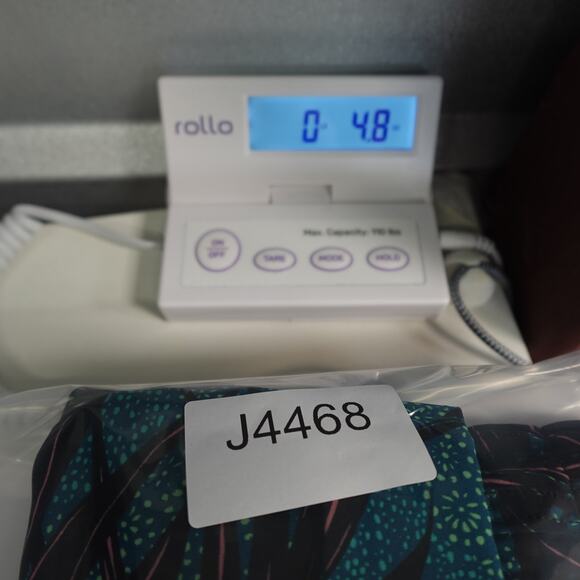 rollo
0 4.8
Max. Capacity: 110 lbs
ON
OFF
TARE
MODE
HOLD
J4468